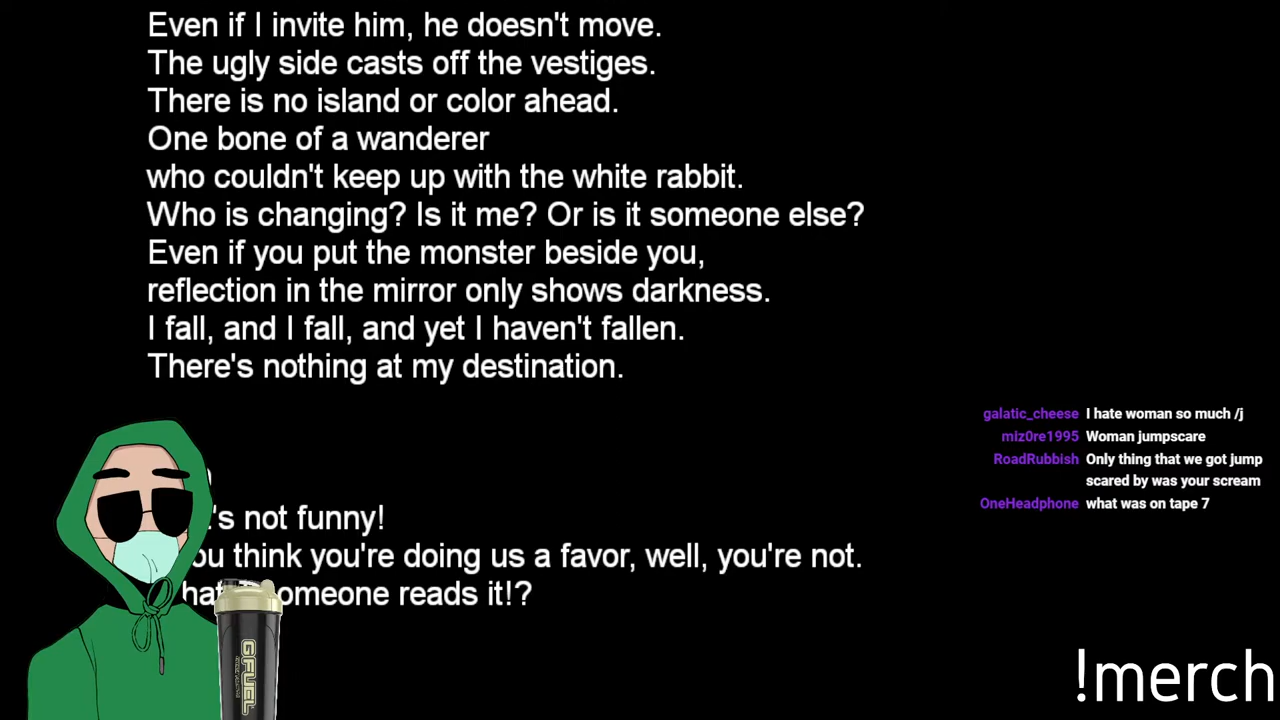 Even if I invite him, he doesn't move.
The ugly side casts off the vestiges.
There is no island or color ahead.
One bone of a wanderer
who couldn't keep up with the white rabbit.
Who is changing? Is it me? Or is it someone else?
Even if you put the monster beside you,
reflection in the mirror only shows darkness.
I fall, and I fall, and yet I haven't fallen.
There's nothing at my destination.
's not funny!
think you're doing us a favor, well, you're not.
someone reads it!?
galatic_cheese I hate woman so much /j
miz0re1995 Woman jumpscare
RoadRubbish Only thing that we got jump
scared by was your scream
OneHeadphone what was on tape 7
GFUEL
!merch